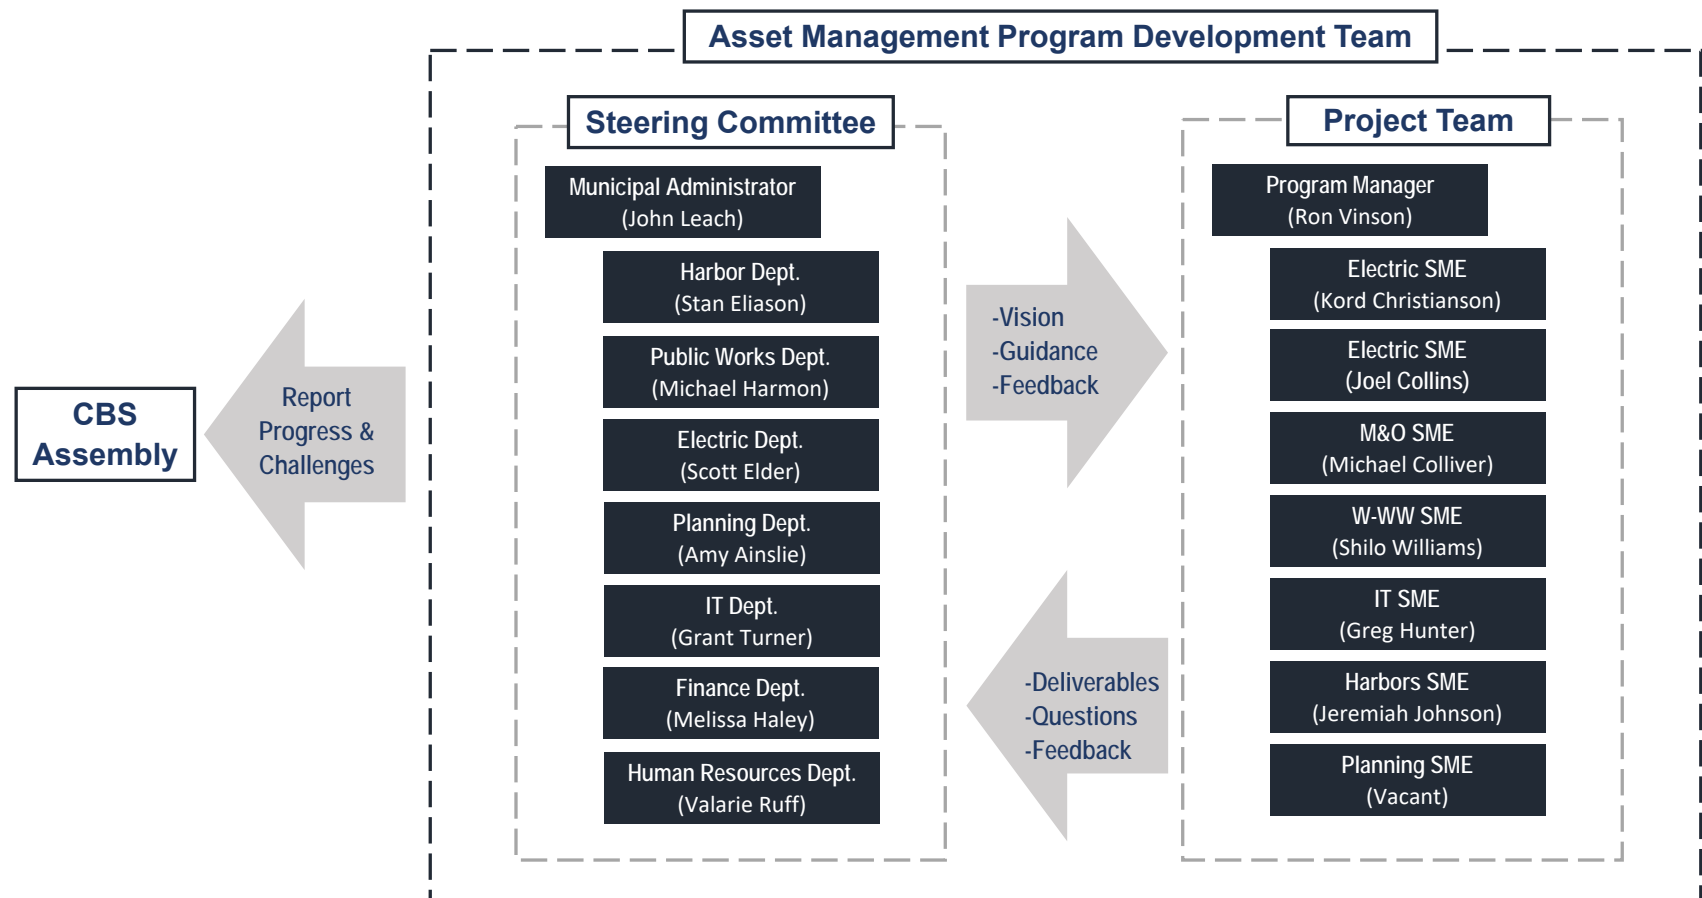 Asset Management Program Development Team
Steering Committee
Municipal Administrator
(John Leach)
Harbor Dept.
(Stan Eliason)
Public Works Dept.
(Michael Harmon)
Electric Dept.
(Scott Elder)
Planning Dept.
(Amy Ainslie)
IT Dept.
(Grant Turner)
Finance Dept.
(Melissa Haley)
Human Resources Dept.
(Valarie Ruff)
Project Team
Program Manager
(Ron Vinson)
Electric SME
(Kord Christianson)
Electric SME
(Joel Collins)
M&O SME
(Michael Colliver)
W-WW SME
(Shilo Williams)
IT SME
(Greg Hunter)
Harbors SME
(Jeremiah Johnson)
Planning SME
(Vacant)
-Vision
-Guidance
-Feedback
-Deliverables
-Questions
-Feedback
Report
Progress &
Challenges
CBS
Assembly